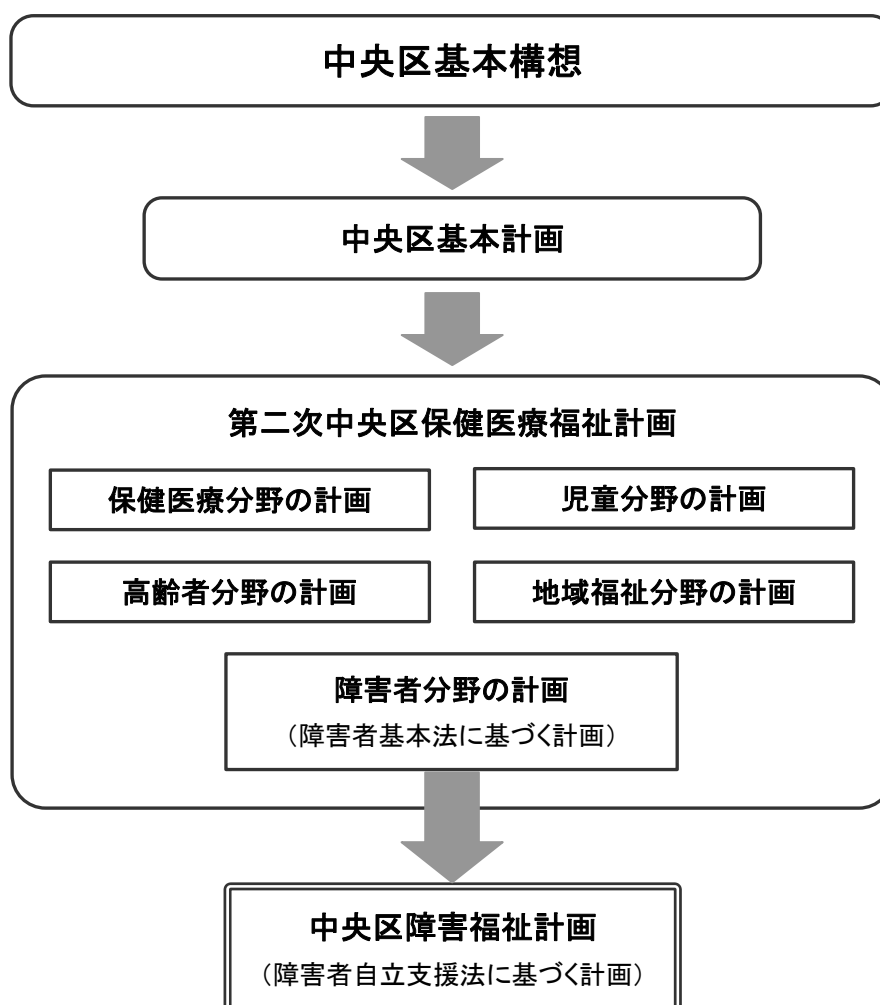 中央区基本構想
中央区基本計画
第二次中央区保健医療福祉計画
保健医療分野の計画
児童分野の計画
高齢者分野の計画
地域福祉分野の計画
障害者分野の計画
（障害者基本法に基づく計画）
中央区障害福祉計画
（障害者自立支援法に基づく計画）